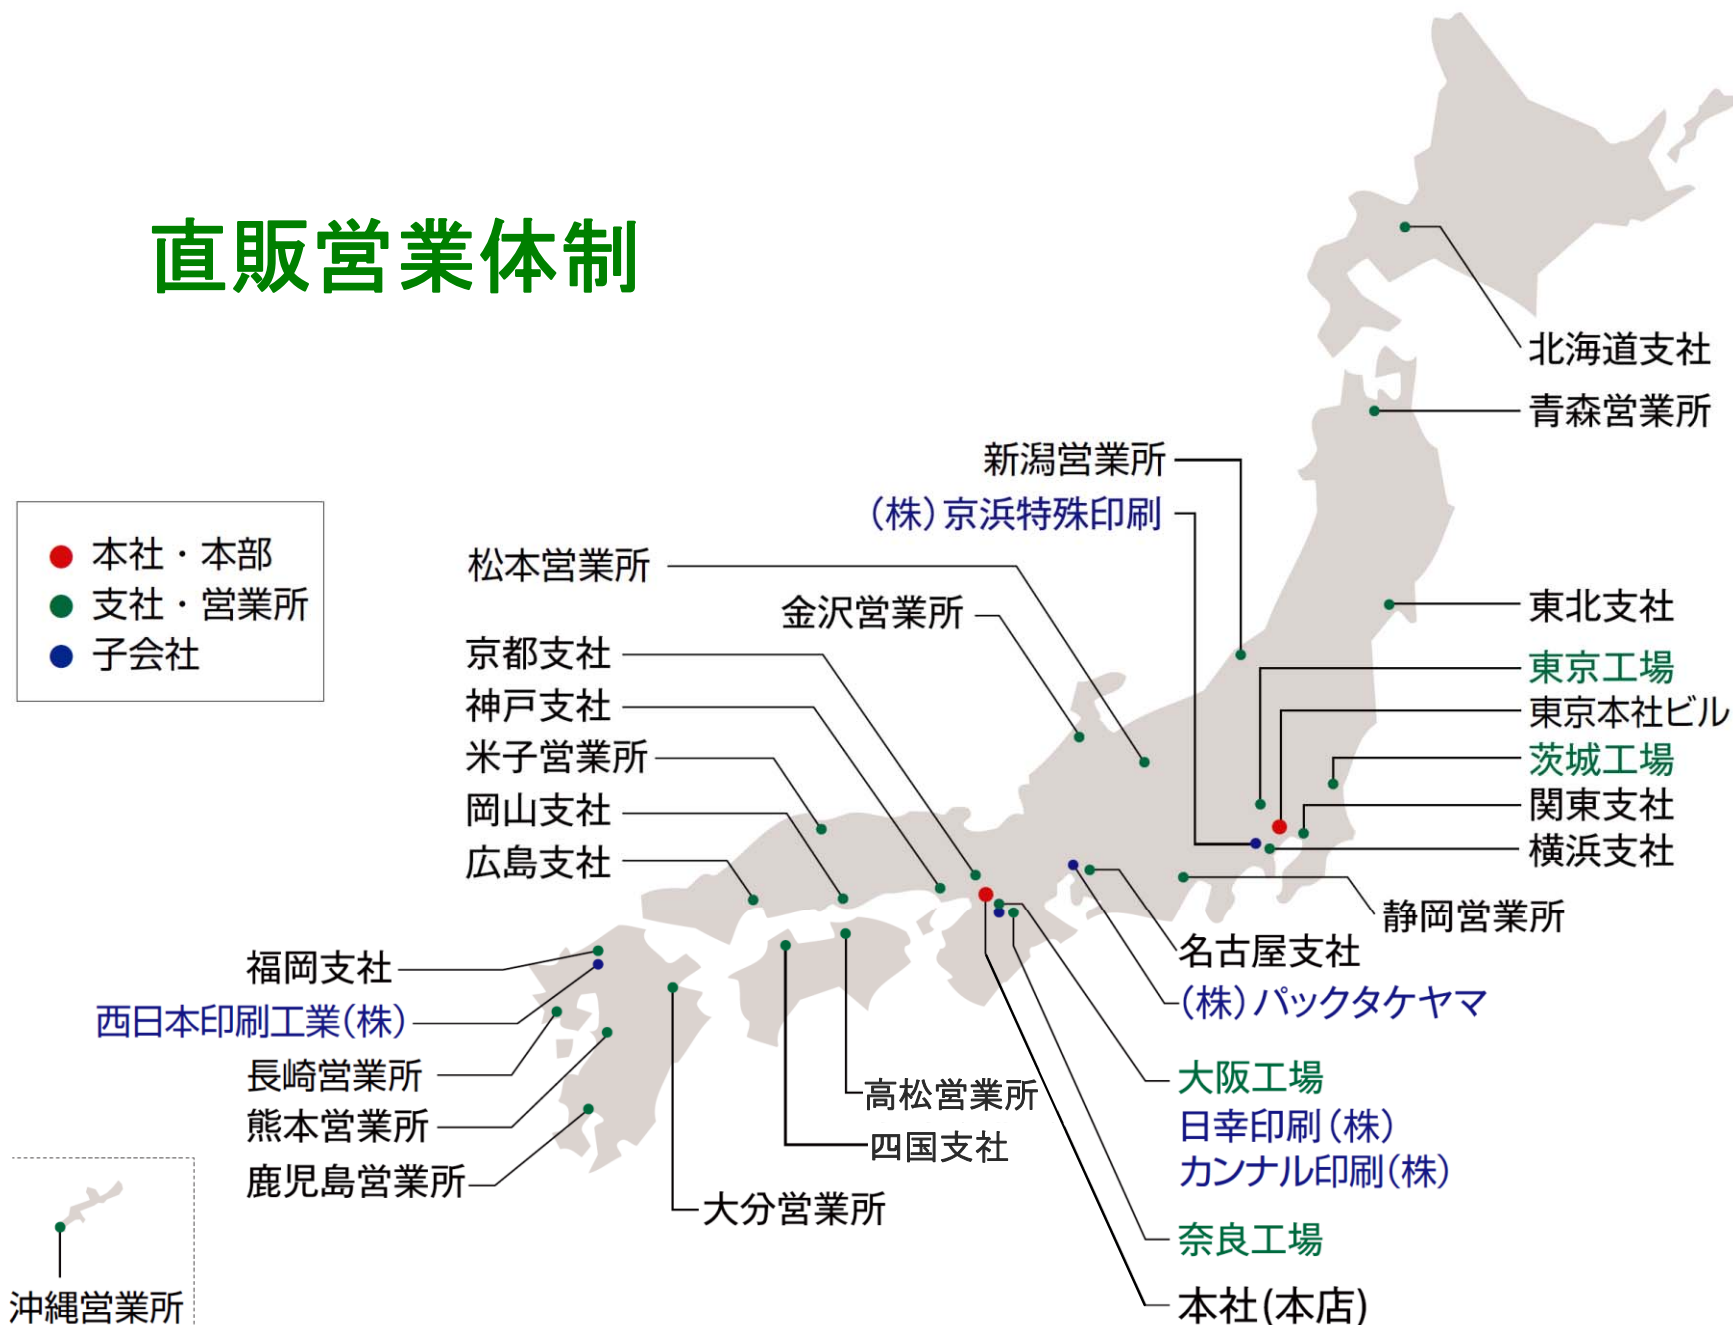 直販営業体制
本社・本部
支社・営業所
子会社
北海道支社
青森営業所
新潟営業所
(株)京浜特殊印刷
松本営業所
金沢営業所
京都支社
神戸支社
米子営業所
岡山支社
広島支社
東北支社
東京工場
東京本社ビル
茨城工場
関東支社
横浜支社
静岡営業所
名古屋支社
(株)パックタケヤマ
福岡支社
西日本印刷工業(株)
長崎営業所
熊本営業所
鹿児島営業所
高松営業所
四国支社
大分営業所
大阪工場
日幸印刷(株)
カンナル印刷(株)
奈良工場
本社(本店)
沖縄営業所